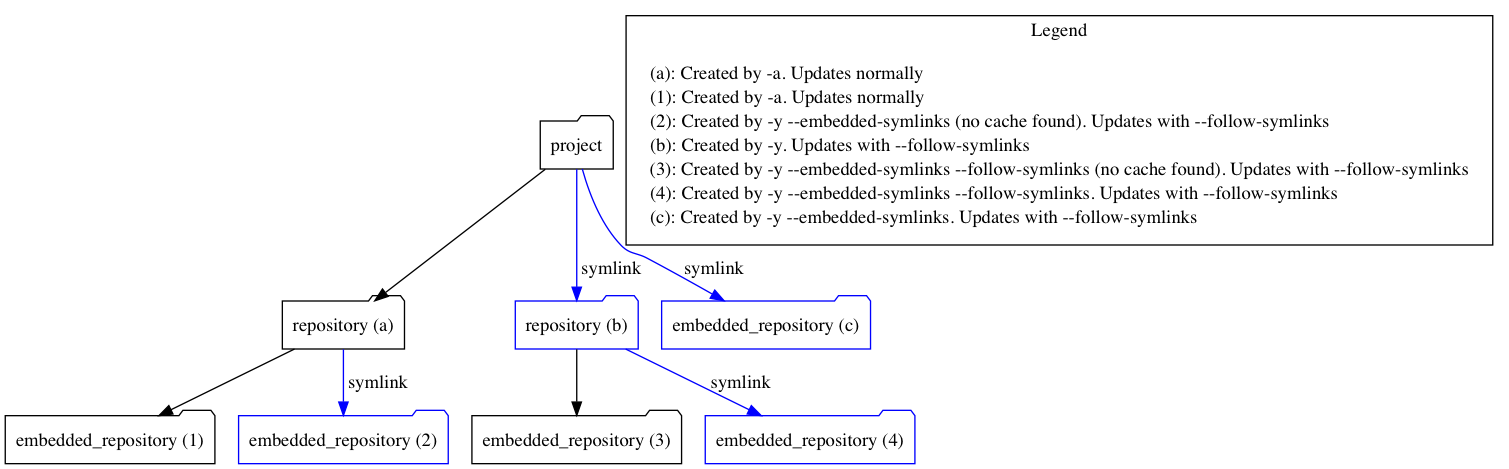 Legend
(a): Created by -a. Updates normally
(1): Created by -a. Updates normally
(2): Created by -y --embedded-symlinks (no cache found). Updates with --follow-symlinks
(b): Created by -y. Updates with --follow-symlinks
(3): Created by -y --embedded-symlinks --follow-symlinks (no cache found). Updates with --follow-symlinks
(4): Created by -y --embedded-symlinks --follow-symlinks. Updates with --follow-symlinks
(c): Created by -y --embedded-symlinks. Updates with --follow-symlinks
project
symlink
symlink
repository (a)
repository (b)
embedded_repository (c)
symlink
symlink
embedded_repository (1)
embedded_repository (2)
embedded_repository (3)
embedded_repository (4)